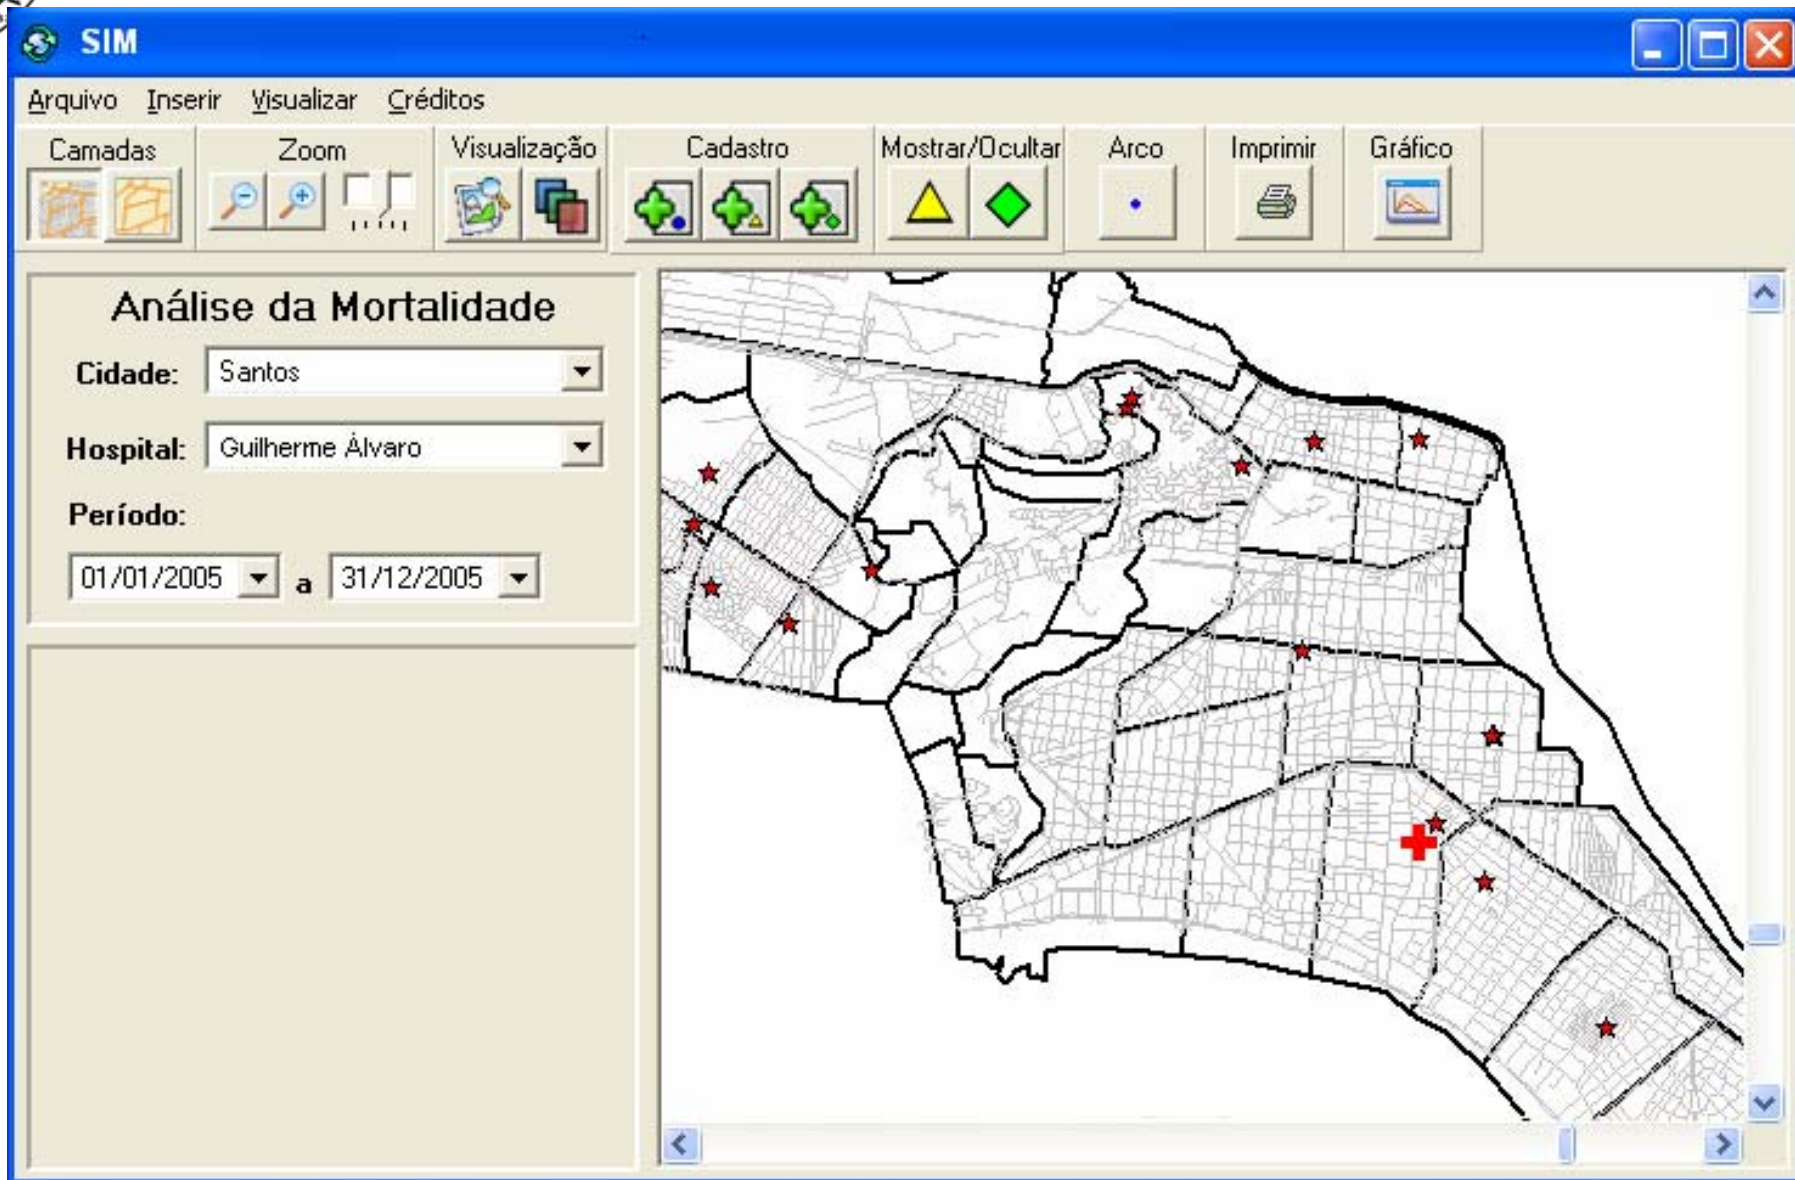 SIM
Arquivo Inserir Visualizar Créditos
Camadas Zoom Visualização Cadastro Mostrar/Ocultar Arco Imprimir Gráfico
Análise da Mortalidade
Cidade: Santos
Hospital: Guilherme Álvaro
Período:
01/01/2005 a 31/12/2005